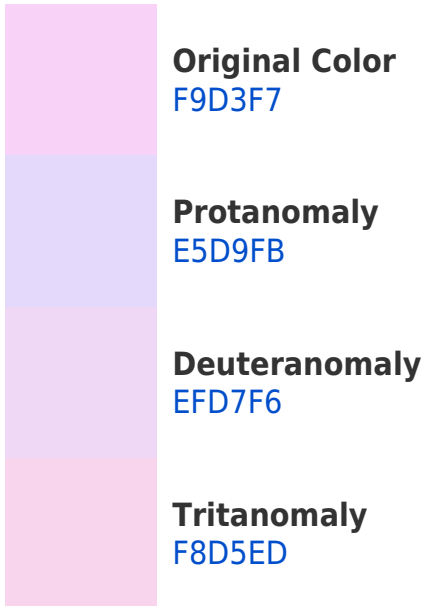 Original Color
F9D3F7
Protanomaly
E5D9FB
Deuteranomaly
EFD7F6
Tritanomaly
F8D5ED